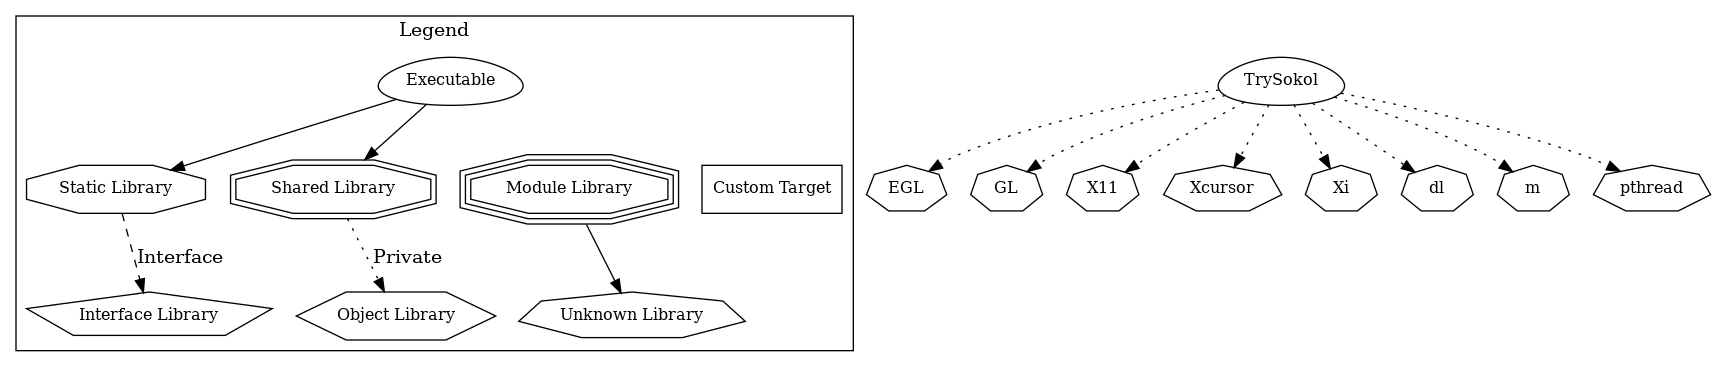 Legend
Executable
TrySokol
Static Library
Shared Library
Module Library
Custom Target
EGL
GL
X11
Xcursor
Xi
dl
m
pthread
Interface
Private
Interface Library
Object Library
Unknown Library